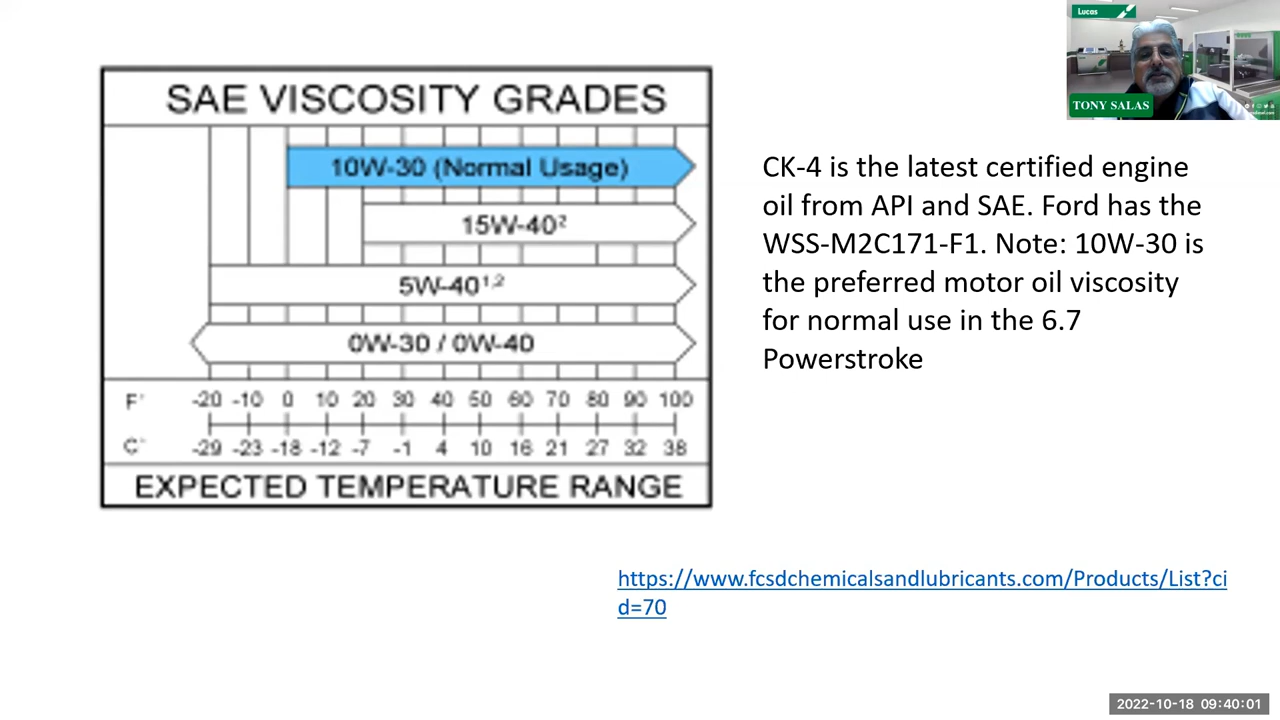 Lucas
TONY SALAS
SAE VISCOSITY GRADES
10W-30 (Normal Usage)
15W-40²
5W-40¹,²
0W-30 / 0W-40
F° -20 -10 0 10 20 30 40 50 60 70 80 90 100
C° -29 -23 -18 -12 -7 -1 4 10 16 21 27 32 38
EXPECTED TEMPERATURE RANGE
CK-4 is the latest certified engine
oil from API and SAE. Ford has the
WSS-M2C171-F1. Note: 10W-30 is
the preferred motor oil viscosity
for normal use in the 6.7
Powerstroke
https://www.fcsdchemicalsandlubricants.com/Products/List?ci
d=70
2022-10-18 09:40:01